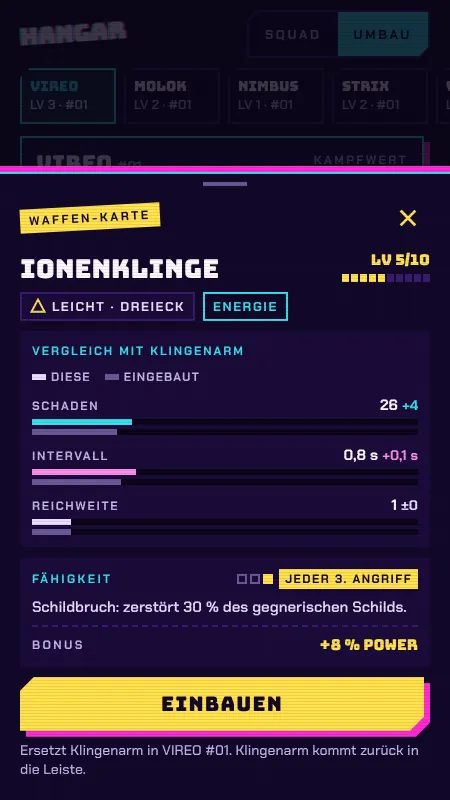 HANGAR
SQUAD UMBAU
VIREO MOLOK NIMBUS STRIX
LV 3 · #01 LV 2 · #01 LV 1 · #01 LV 2 · #01
VIREO #01 KAMPFWERT
WAFFEN-KARTE
IONENKLINGE LV 5/10
LEICHT · DREIECK ENERGIE
VERGLEICH MIT KLINGENARM
DIESE EINGEBAUT
SCHADEN 26 +4
INTERVALL 0,8 s +0,1 s
REICHWEITE 1 ±0
FÄHIGKEIT JEDER 3. ANGRIFF
Schildbruch: zerstört 30 % des gegnerischen Schilds.
BONUS +8 % POWER
EINBAUEN
Ersetzt Klingenarm in VIREO #01. Klingenarm kommt zurück in
die Leiste.